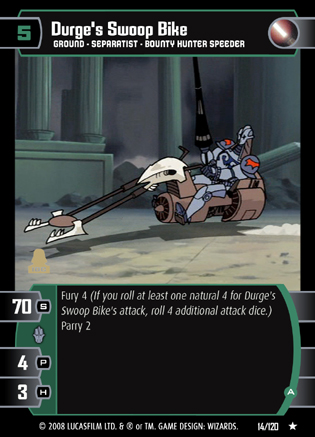 5
Durge's Swoop Bike
GROUND - SEPARATIST - BOUNTY HUNTER SPEEDER
70 S
Fury 4 (If you roll at least one natural 4 for Durge's
Swoop Bike's attack, roll 4 additional attack dice.)
Parry 2
4 P
3 H
A
© 2008 LUCASFILM LTD. & ® or TM. GAME DESIGN: WIZARDS. 14/120 ★